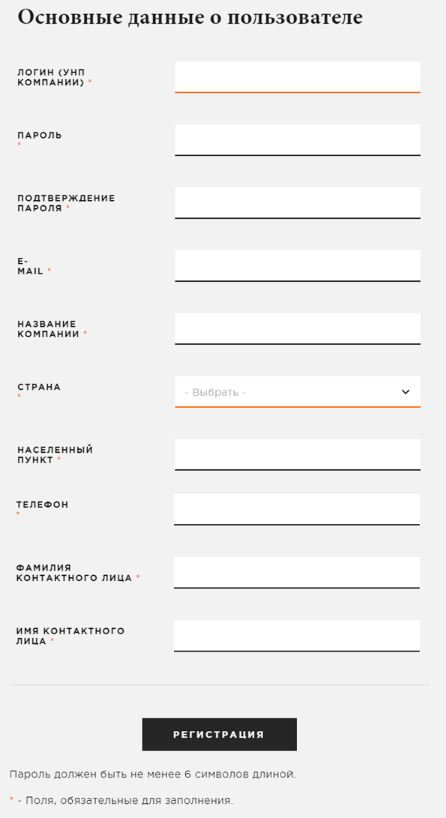 Основные данные о пользователе
ЛОГИН (УНП
КОМПАНИИ) *
ПАРОЛЬ
*
ПОДТВЕРЖДЕНИЕ
ПАРОЛЯ *
E-
MAIL *
НАЗВАНИЕ
КОМПАНИИ *
СТРАНА
*
- Выбрать -
НАСЕЛЕННЫЙ
ПУНКТ *
ТЕЛЕФОН
*
ФАМИЛИЯ
КОНТАКТНОГО ЛИЦА *
ИМЯ КОНТАКТНОГО
ЛИЦА *
РЕГИСТРАЦИЯ
Пароль должен быть не менее 6 символов длиной.
* - Поля, обязательные для заполнения.